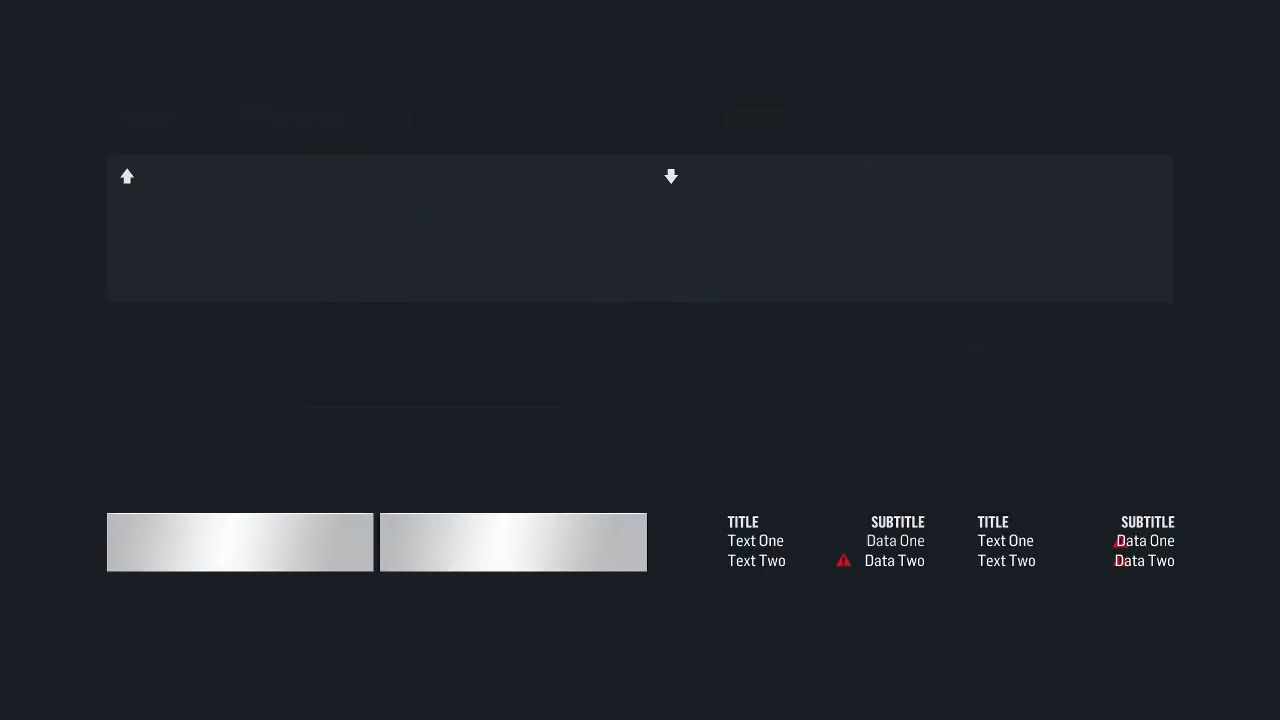 TITLE SUBTITLE TITLE SUBTITLE
Text One Data One Text One Data One
Text Two Data Two Text Two Data Two